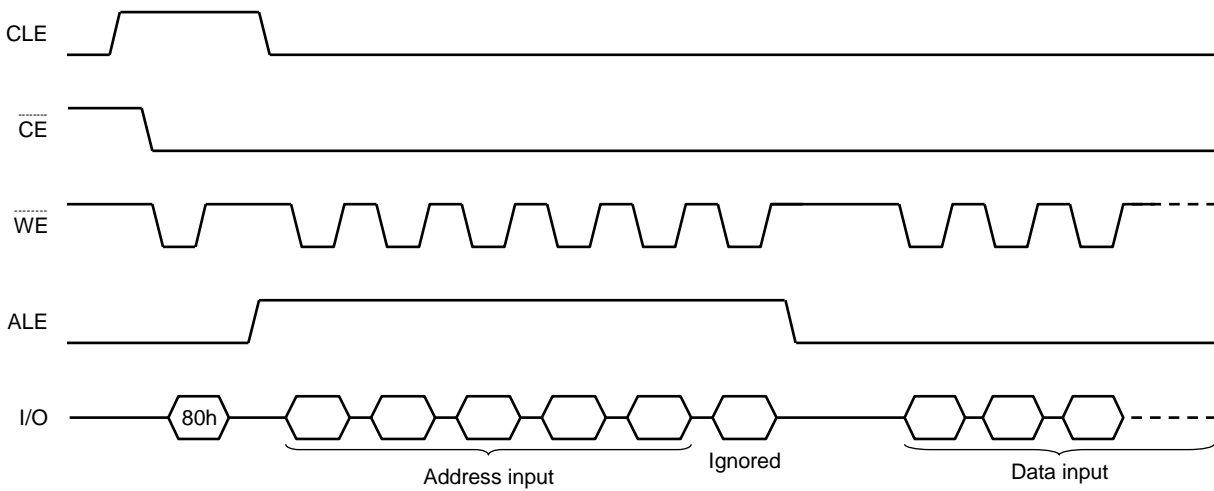 CLE
CE
WE
ALE
I/O
80h
Address input
Ignored
Data input